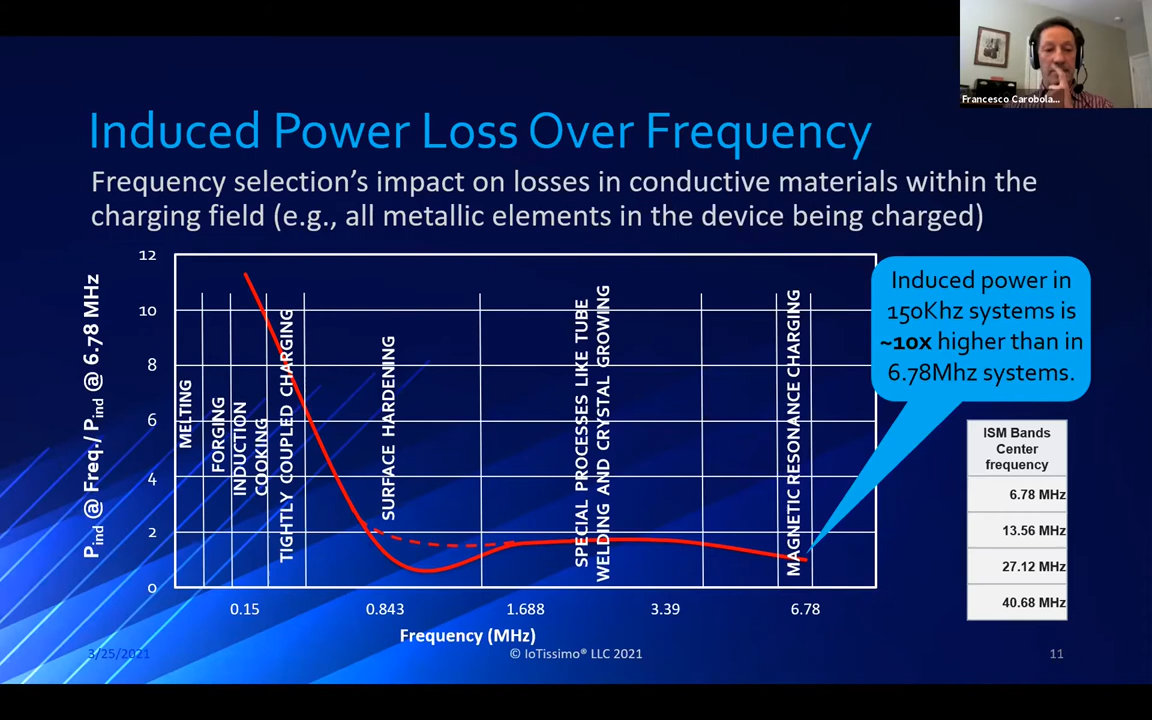 Francesco Carobola...
Induced Power Loss Over Frequency
Frequency selection's impact on losses in conductive materials within the
charging field (e.g., all metallic elements in the device being charged)
12
10
8
6
4
2
0
Pind @ Freq./ Pind @ 6.78 MHz
MELTING
FORGING
INDUCTION
COOKING
TIGHTLY COUPLED CHARGING
SURFACE HARDENING
SPECIAL PROCESSES LIKE TUBE
WELDING AND CRYSTAL GROWING
MAGNETIC RESONANCE CHARGING
0.15
0.843
1.688
3.39
6.78
Frequency (MHz)
Induced power in
150Khz systems is
~10x higher than in
6.78Mhz systems.
ISM Bands
Center
frequency
6.78 MHz
13.56 MHz
27.12 MHz
40.68 MHz
3/25/2021
© IoTissimo® LLC 2021
11